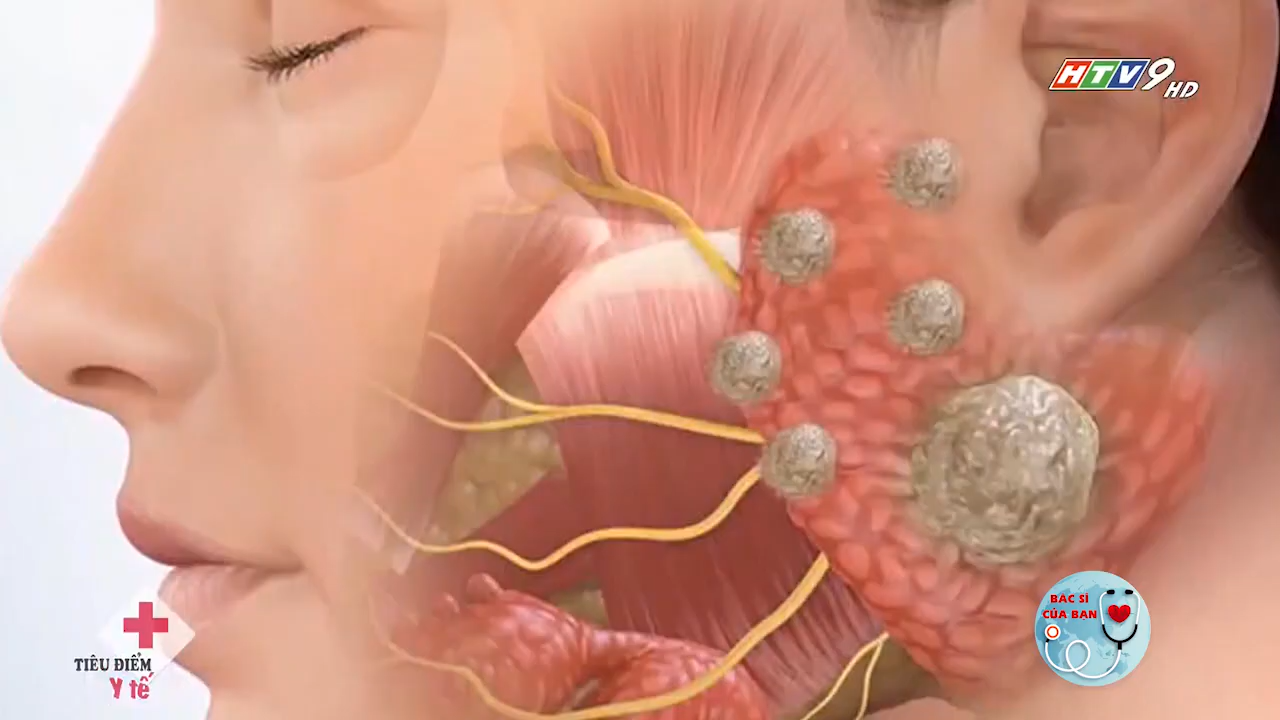 HTV9 HD
BÁC SĨ
CỦA BẠN
TIÊU ĐIỂM
Y tế